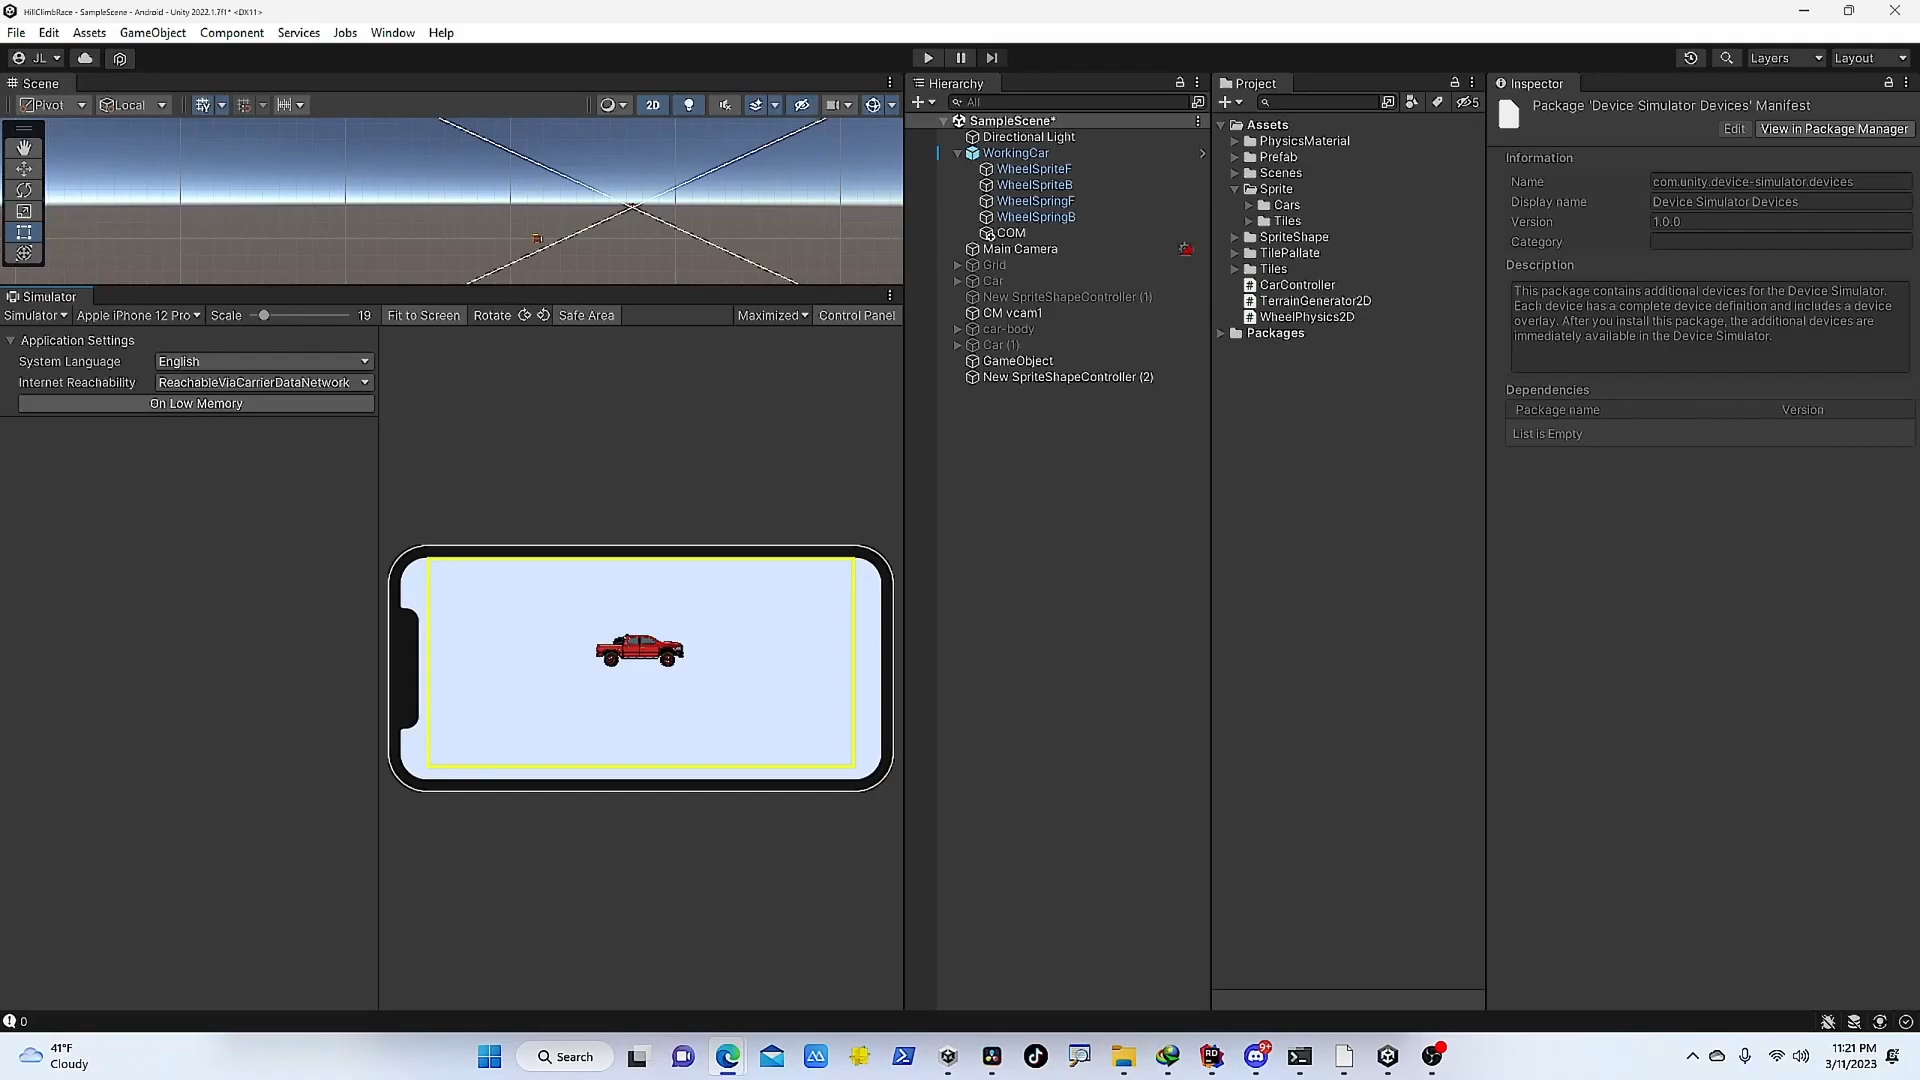 HillClimbRace - SampleScene - Android - Unity 2022.1.7f1* <DX11>
File Edit Assets GameObject Component Services Jobs Window Help
JL
Layers
Layout
Scene
Pivot
Local
2D
Simulator
Simulator
Apple iPhone 12 Pro
Scale
19
Fit to Screen
Rotate
Safe Area
Maximized
Control Panel
Application Settings
System Language
English
Internet Reachability
ReachableViaCarrierDataNetwork
On Low Memory
Hierarchy
All
SampleScene*
Directional Light
WorkingCar
WheelSpriteF
WheelSpriteB
WheelSpringF
WheelSpringB
COM
Main Camera
Grid
Car
New SpriteShapeController (1)
CM vcam1
car-body
Car (1)
GameObject
New SpriteShapeController (2)
Project
5
Assets
PhysicsMaterial
Prefab
Scenes
Sprite
Cars
Tiles
SpriteShape
TilePallate
Tiles
CarController
TerrainGenerator2D
WheelPhysics2D
Packages
Inspector
Package 'Device Simulator Devices' Manifest
Edit
View in Package Manager
Information
Name
com.unity.device-simulator.devices
Display name
Device Simulator Devices
Version
1.0.0
Category
Description
This package contains additional devices for the Device Simulator.
Each device has a complete device definition and includes a device
overlay. After you install this package, the additional devices are
immediately available in the Device Simulator.
Dependencies
Package name
Version
List is Empty
0
41°F
Cloudy
Search
RD
9+
11:21 PM
3/11/2023